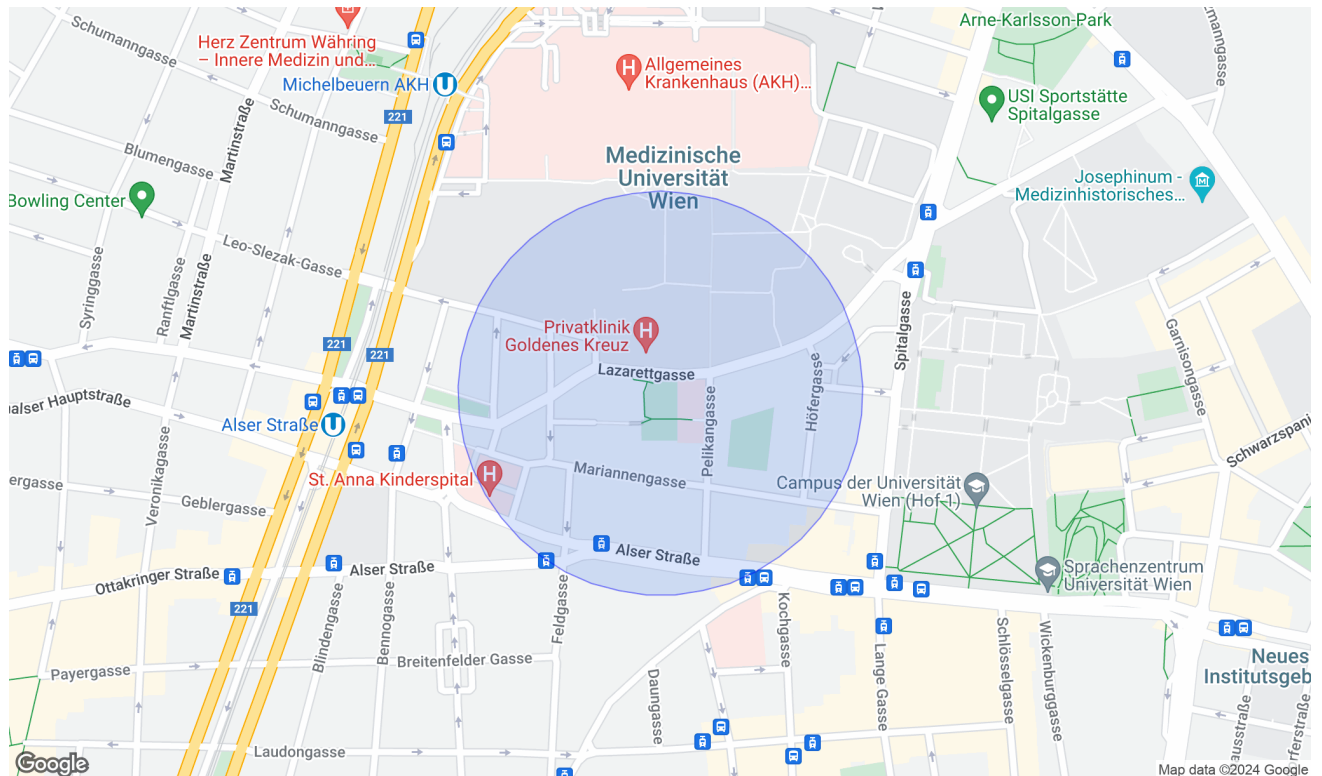 Schumanngasse
Herz Zentrum Währing
– Innere Medizin und...
Michelbeuern AKH
Allgemeines
Krankenhaus (AKH)...
Arne-Karlsson-Park
USI Sportstätte
Spitalgasse
221
Schumanngasse
Martinstraße
Blumengasse
Medizinische
Universität
Wien
Josephinum -
Medizinhistorisches...
Bowling Center
Leo-Slezak-Gasse
Syringgasse
Ranftlgasse
Martinstraße
221
221
Privatklinik
Goldenes Kreuz
Lazarettgasse
Spitalgasse
Garnisongasse
Höfergasse
Pelikangasse
alser Hauptstraße
Alser Straße
St. Anna Kinderspital
Mariannengasse
Campus der Universität
Wien (Hof 1)
Schwarzspani
ergasse
Veronikagasse
Geblergasse
Alser Straße
Ottakringer Straße
Alser Straße
Sprachenzentrum
Universität Wien
221
Blindengasse
Bennogasse
Feldgasse
Kochgasse
Lange Gasse
Schlösselgasse
Wickenburggasse
Payergasse
Breitenfelder Gasse
Daungasse
Neues
Institutsgeb
Laudongasse
Google
Map data ©2024 Google